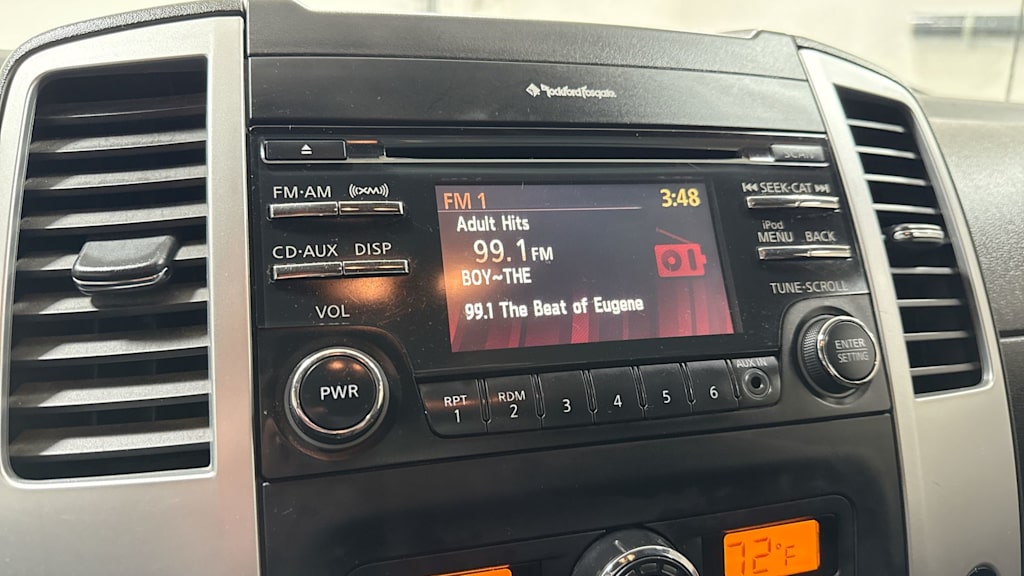 Rockford Fosgate
SCAN
FM·AM
((XM))
SEEK·CAT
FM 1
3:48
Adult Hits
99.1 FM
BOY~THE
99.1 The Beat of Eugene
iPod
MENU BACK
CD·AUX DISP
TUNE·SCROLL
VOL
PWR
ENTER
SETTING
RPT
1
RDM
2
3
4
5
6
AUX IN
72°F